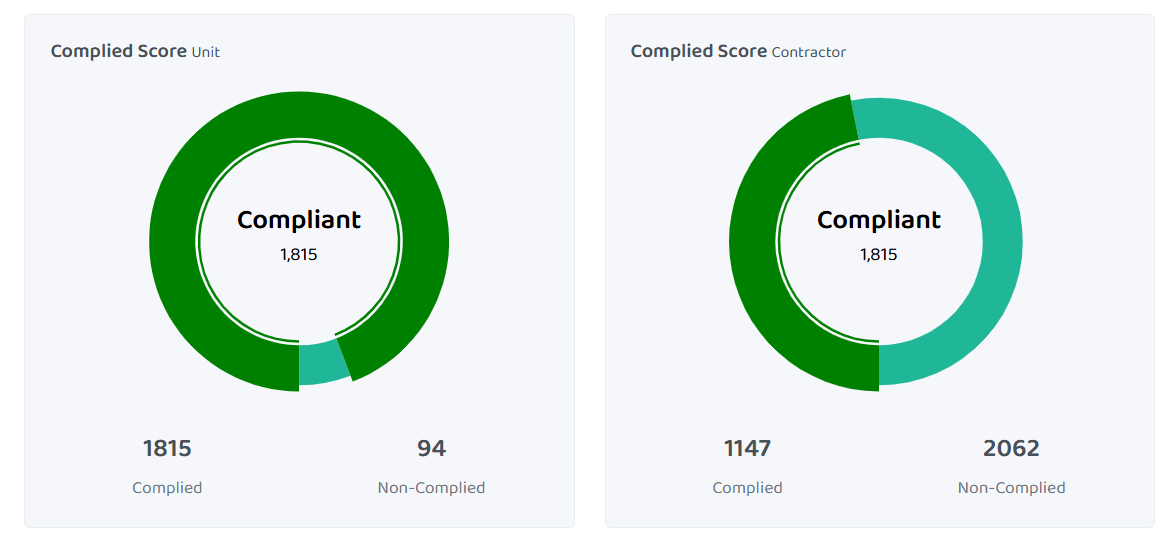 Complied Score Unit
Compliant
1,815
1815
94
Complied
Non-Complied
Complied Score Contractor
Compliant
1,815
1147
2062
Complied
Non-Complied